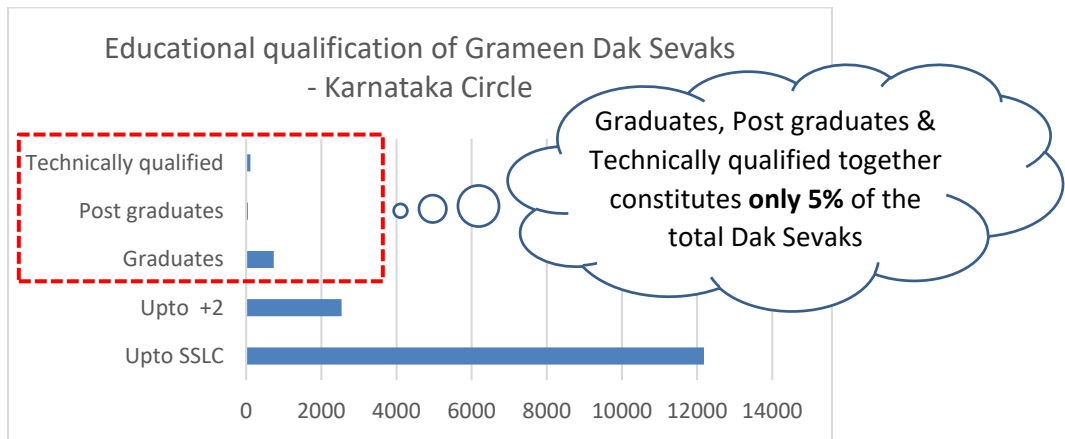 Educational qualification of Grameen Dak Sevaks
- Karnataka Circle
Graduates, Post graduates &
Technically qualified together
constitutes only 5% of the
total Dak Sevaks
Technically qualified
Post graduates
Graduates
Upto +2
Upto SSLC
0 2000 4000 6000 8000 10000 12000 14000